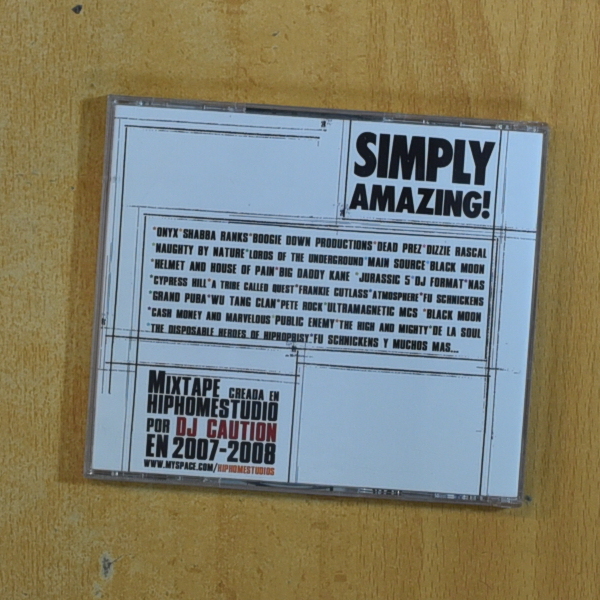 SIMPLY
AMAZING!
*ONYX*SHABBA RANKS*BOOGIE DOWN PRODUCTIONS*DEAD PREZ*DIZZIE RASCAL
*NAUGHTY BY NATURE*LORDS OF THE UNDERGROUND*MAIN SOURCE*BLACK MOON
*HELMET AND HOUSE OF PAIN*BIG DADDY KANE *JURASSIC 5*DJ FORMAT*NAS
*CYPRESS HILL*A TRIBE CALLED QUEST*FRANKIE CUTLASS*ATMOSPHERE*FU SCHNICKENS
*GRAND PUBA*WU TANG CLAN*PETE ROCK*ULTRAMAGNETIC MCS *BLACK MOON
*CASH MONEY AND MARVELOUS*PUBLIC ENEMY*THE HIGH AND MIGHTY*DE LA SOUL
*THE DISPOSABLE HEROES OF HIPHOPRISY*FU SCHNICKENS Y MUCHOS MAS...
MIXTAPE CREADA EN
HIPHOMESTUDIO
POR DJ CAUTION
EN 2007-2008
WWW.MYSPACE.COM/HIPHOMESTUDIOS